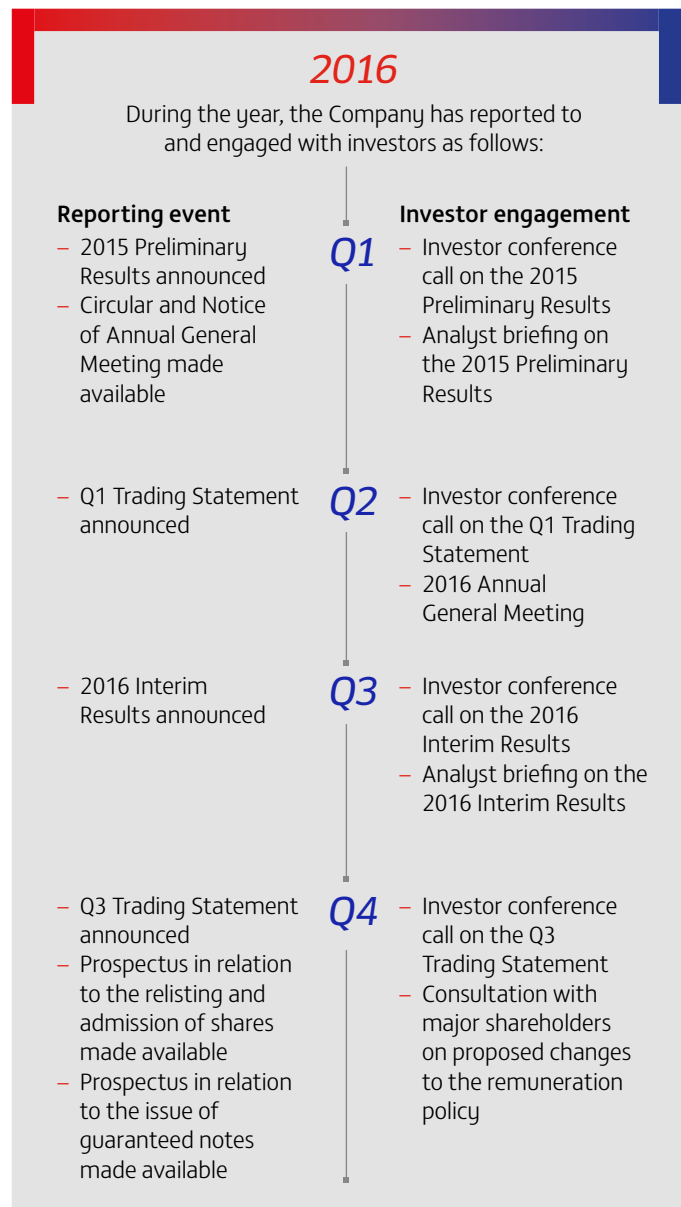 2016
During the year, the Company has reported to
and engaged with investors as follows:
Reporting event
– 2015 Preliminary
Results announced
– Circular and Notice
of Annual General
Meeting made
available
Q1
Investor engagement
– Investor conference
call on the 2015
Preliminary Results
– Analyst briefing on
the 2015 Preliminary
Results
– Q1 Trading Statement
announced
Q2
– Investor conference
call on the Q1 Trading
Statement
– 2016 Annual
General Meeting
– 2016 Interim
Results announced
Q3
– Investor conference
call on the 2016
Interim Results
– Analyst briefing on the
2016 Interim Results
– Q3 Trading Statement
announced
– Prospectus in relation
to the relisting and
admission of shares
made available
– Prospectus in relation
to the issue of
guaranteed notes
made available
Q4
– Investor conference
call on the Q3
Trading Statement
– Consultation with
major shareholders
on proposed changes
to the remuneration
policy